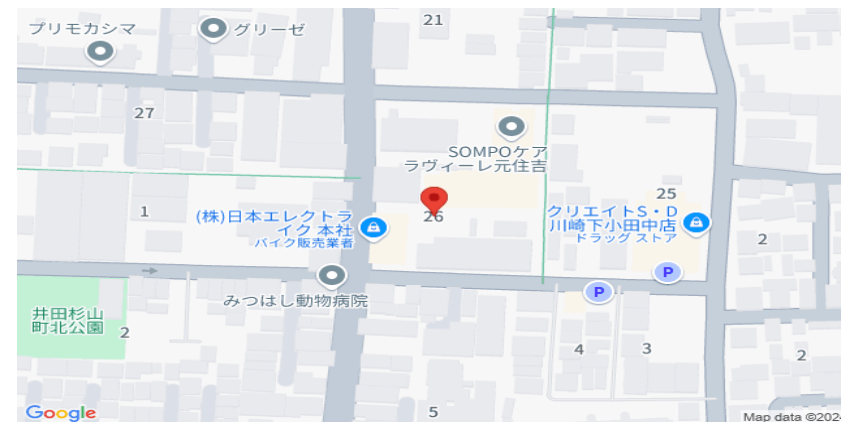 プリモカシマ
グリーゼ
21
27
SOMPOケア
ラヴィーレ元住吉
25
1
(株)日本エレクトラ
イク 本社
バイク販売業者
26
クリエイトS・D
川崎下小田中店
ドラッグ ストア
2
P
P
みつはし動物病院
井田杉山
町北公園
2
4
3
2
5
Google
Map data ©2024